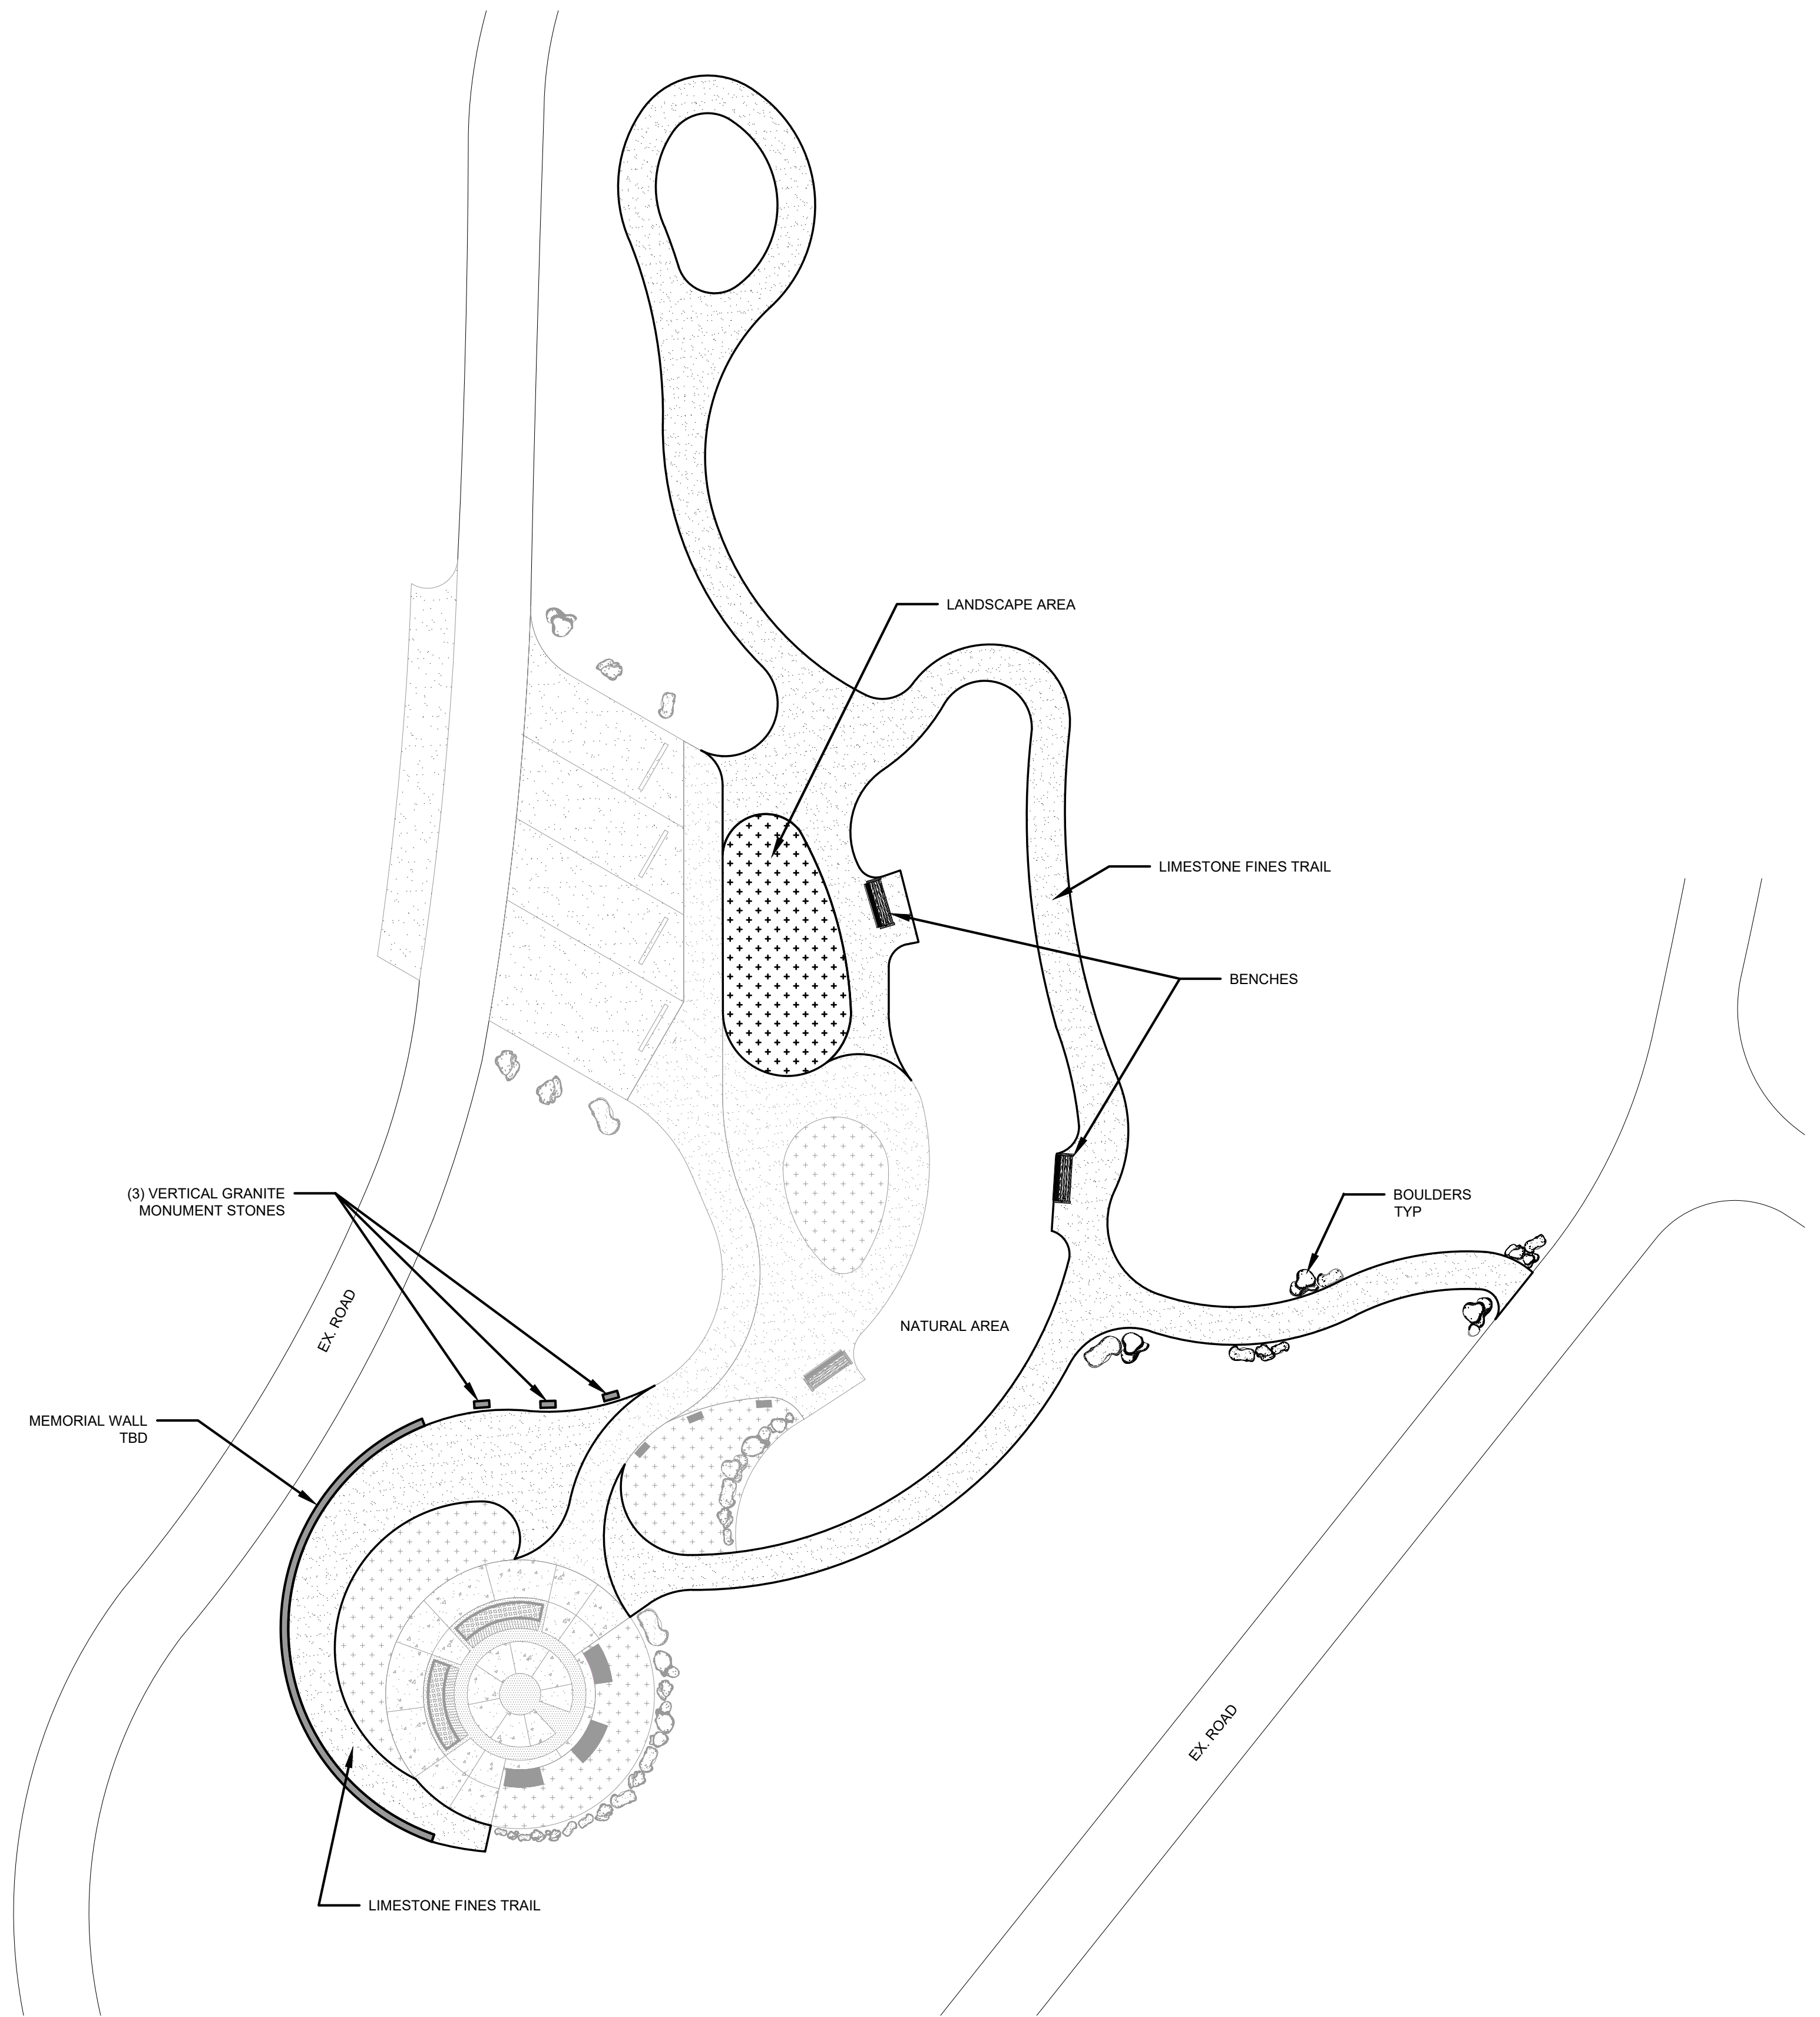 LANDSCAPE AREA
LIMESTONE FINES TRAIL
BENCHES
(3) VERTICAL GRANITE
MONUMENT STONES
BOULDERS
TYP
EX. ROAD
NATURAL AREA
MEMORIAL WALL
TBD
EX. ROAD
LIMESTONE FINES TRAIL